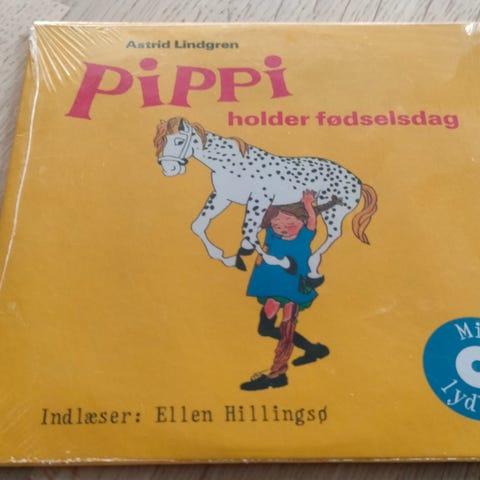 Astrid Lindgren
Pippi
holder fødselsdag
Indlæser: Ellen Hillingsø